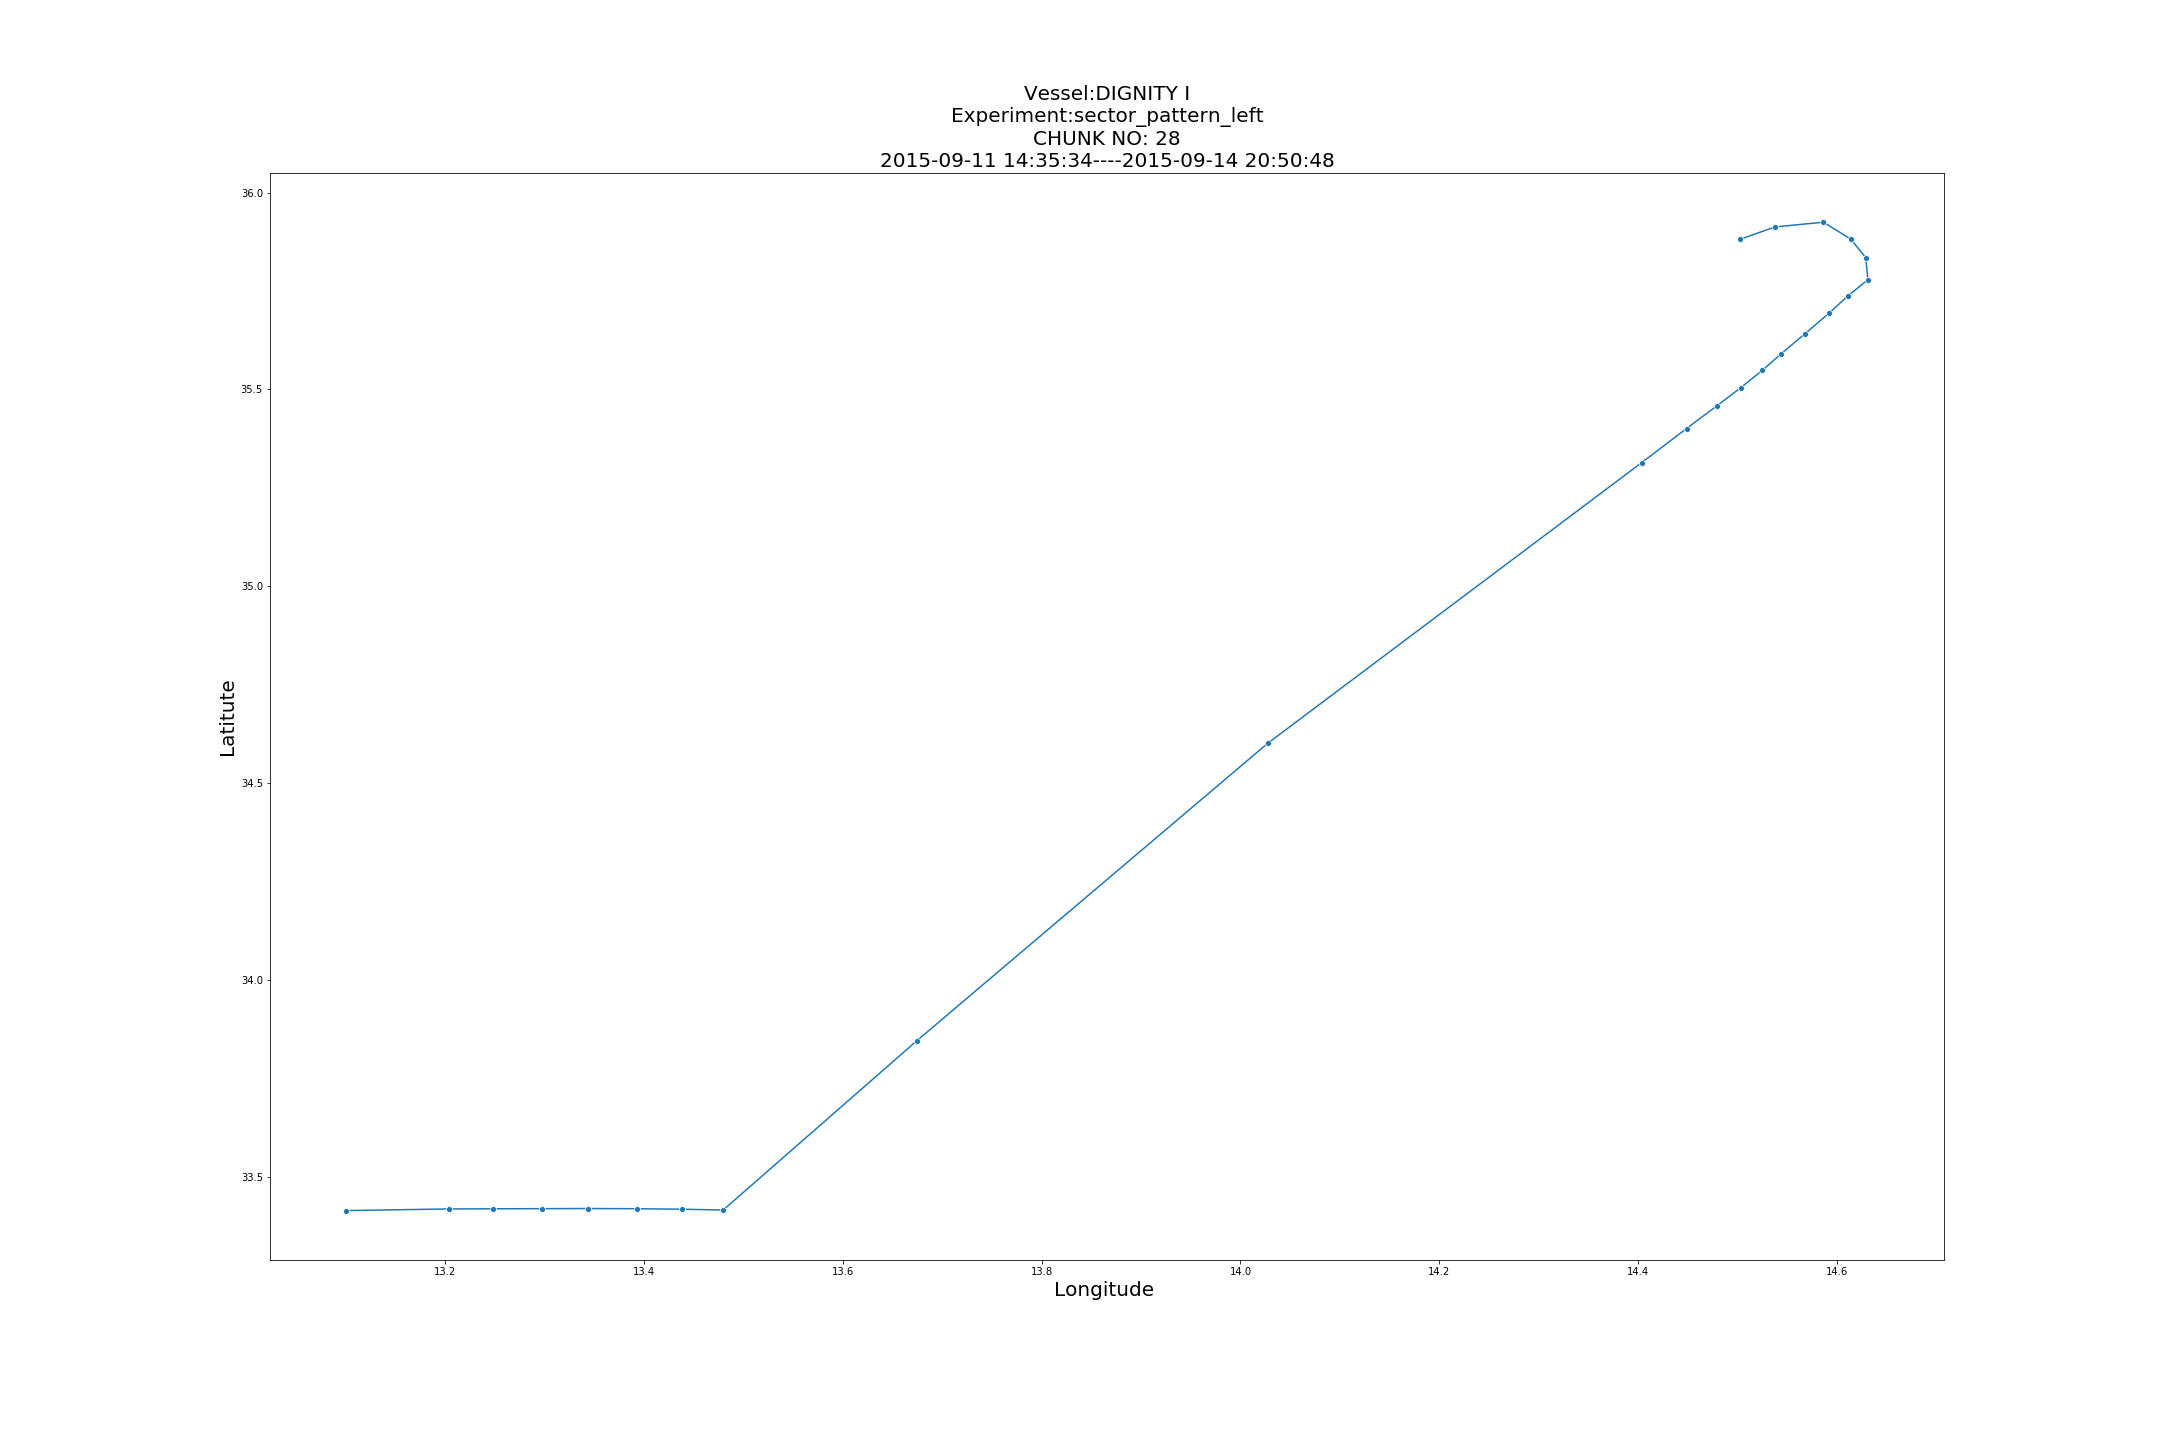 Vessel:DIGNITY I
Experiment:sector_pattern_left
CHUNK NO: 28
2015-09-11 14:35:34----2015-09-14 20:50:48
36.0
35.5
35.0
34.5
34.0
33.5
Latitute
13.2 13.4 13.6 13.8 14.0 14.2 14.4 14.6
Longitude